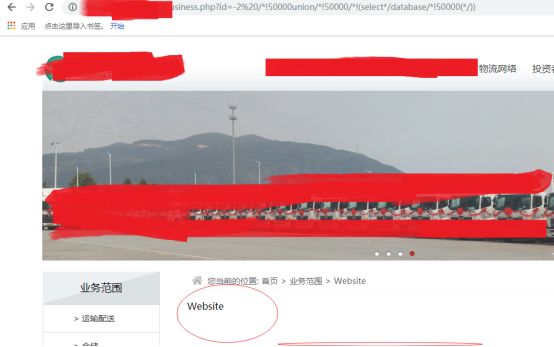 usiness.php?id=-2%20/*!50000union/*!50000/*!(select*/database/*!50000(*/))
应用 点击这里导入书签。 开始
物流网络 投资者
您当前的位置: 首页 > 业务范围 > Website
业务范围
Website
> 运输配送
> 仓储